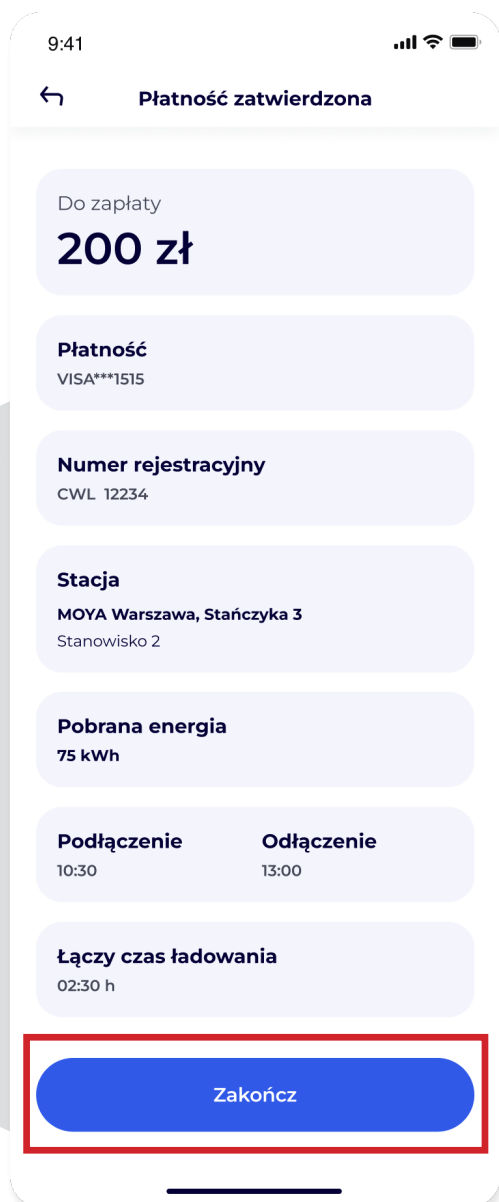 9:41
Płatność zatwierdzona
Do zapłaty
200 zł
Płatność
VISA***1515
Numer rejestracyjny
CWL 12234
Stacja
MOYA Warszawa, Stańczyka 3
Stanowisko 2
Pobrana energia
75 kWh
Podłączenie Odłączenie
10:30 13:00
Łączy czas ładowania
02:30 h
Zakończ